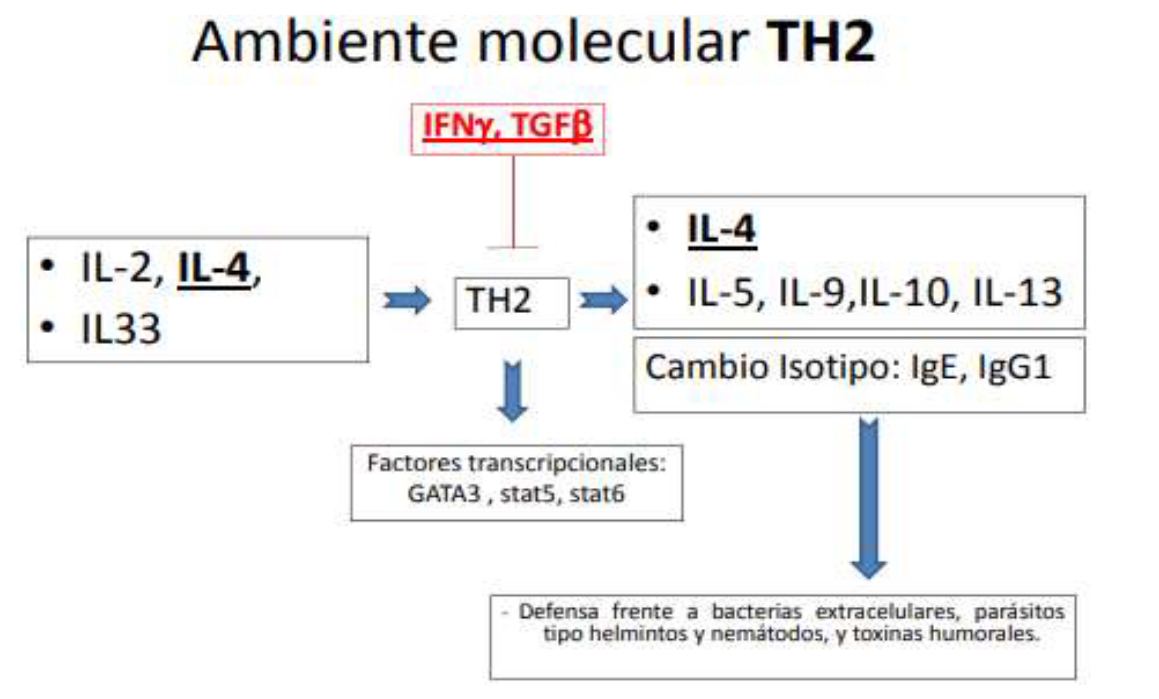 Ambiente molecular TH2
IFNγ, TGFβ
• IL-2, IL-4,
• IL33
TH2
• IL-4
• IL-5, IL-9,IL-10, IL-13
Cambio Isotipo: IgE, IgG1
Factores transcripcionales:
GATA3 , stat5, stat6
- Defensa frente a bacterias extracelulares, parásitos
tipo helmintos y nemátodos, y toxinas humorales.